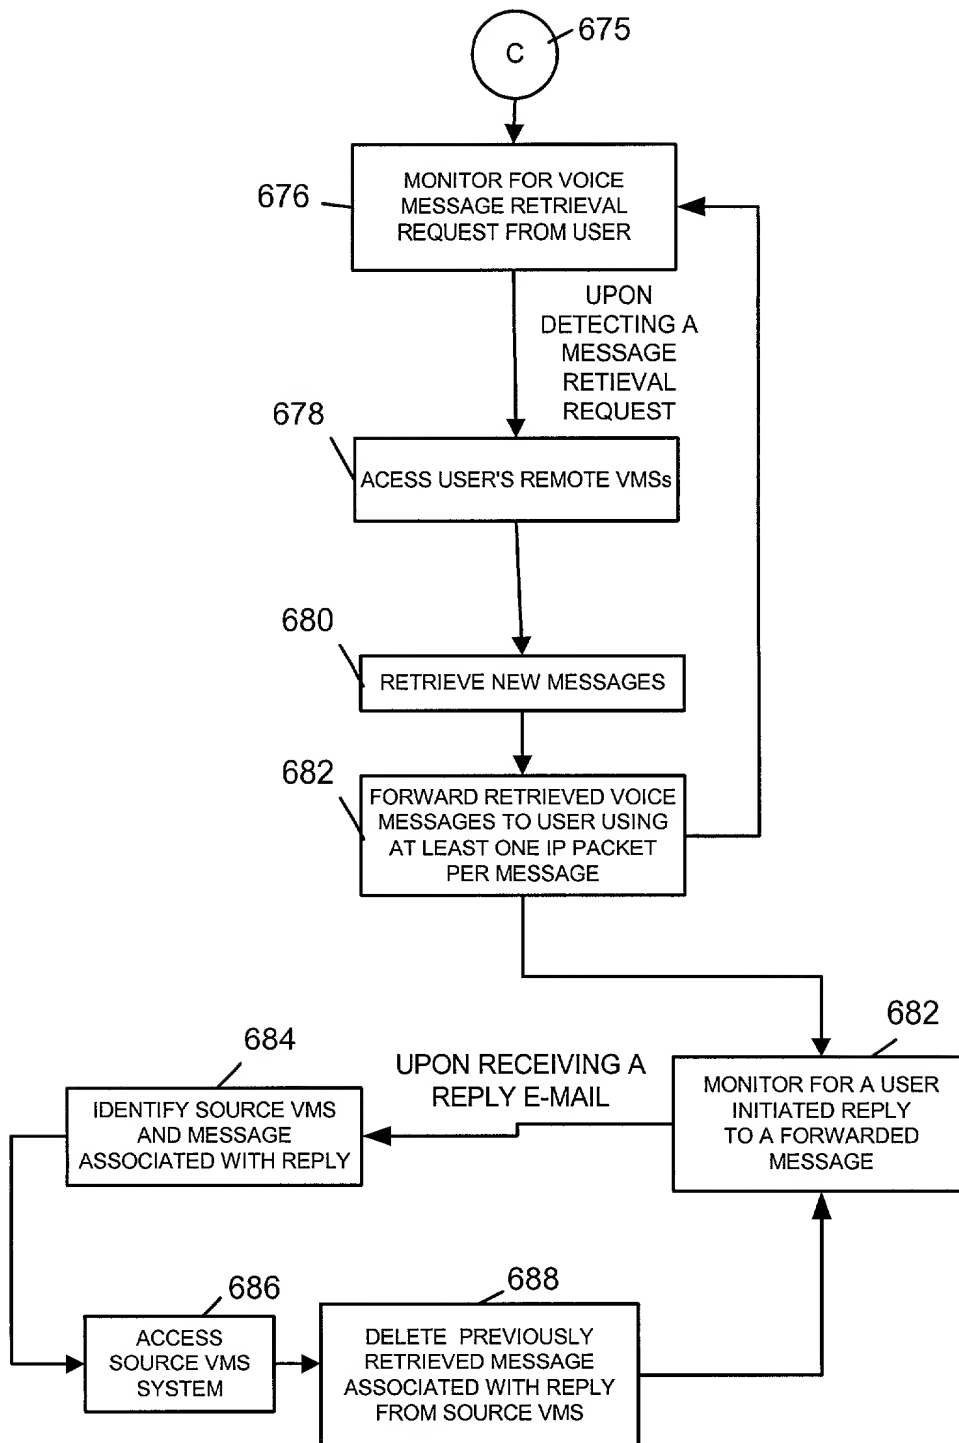 C
675
676
MONITOR FOR VOICE
MESSAGE RETRIEVAL
REQUEST FROM USER
UPON
DETECTING A
MESSAGE
RETIEVAL
REQUEST
678
ACESS USER'S REMOTE VMSs
680
RETRIEVE NEW MESSAGES
682
FORWARD RETRIEVED VOICE
MESSAGES TO USER USING
AT LEAST ONE IP PACKET
PER MESSAGE
682
MONITOR FOR A USER
INITIATED REPLY
TO A FORWARDED
MESSAGE
UPON RECEIVING A
REPLY E-MAIL
684
IDENTIFY SOURCE VMS
AND MESSAGE
ASSOCIATED WITH REPLY
686
ACCESS
SOURCE VMS
SYSTEM
688
DELETE PREVIOUSLY
RETRIEVED MESSAGE
ASSOCIATED WITH REPLY
FROM SOURCE VMS